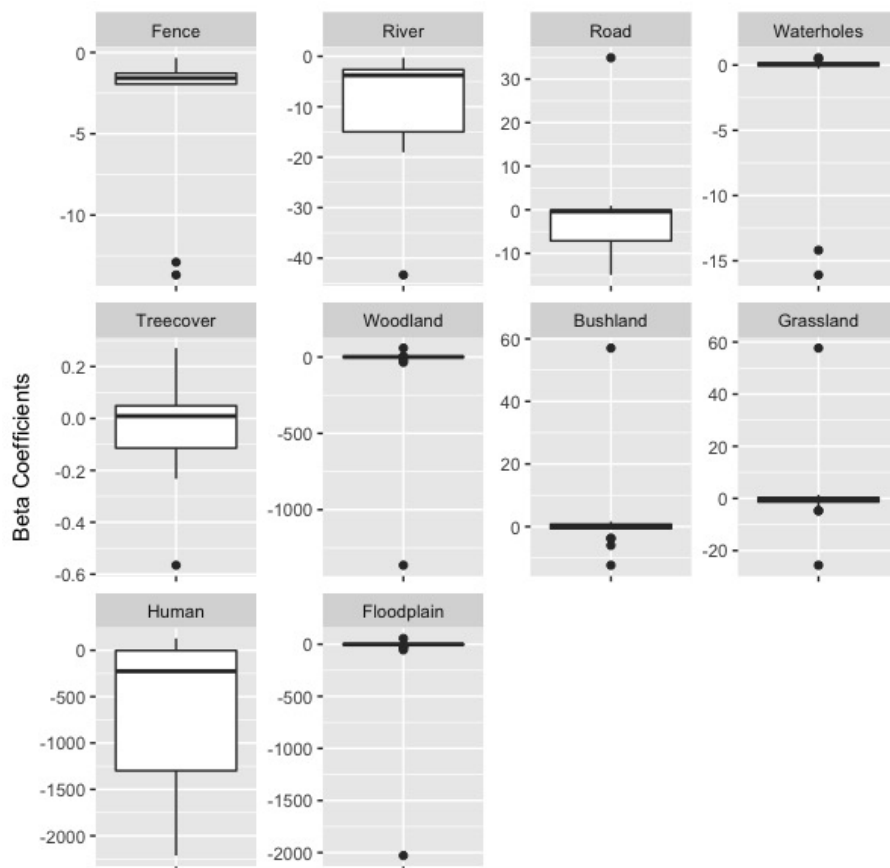 Fence River Road Waterholes
0 0 35 0
-5 -10 30 -5
-10 -20 20 -10
-30 10 -15
-40 0
-10
Treecover Woodland Bushland Grassland
0.2 0 60 60
0.0 -500 40 40
-0.2 -1000 20 20
-0.4 0 0
-0.6 -20
Beta Coefficients
Human Floodplain
0 0
-500 -500
-1000 -1000
-1500 -1500
-2000 -2000